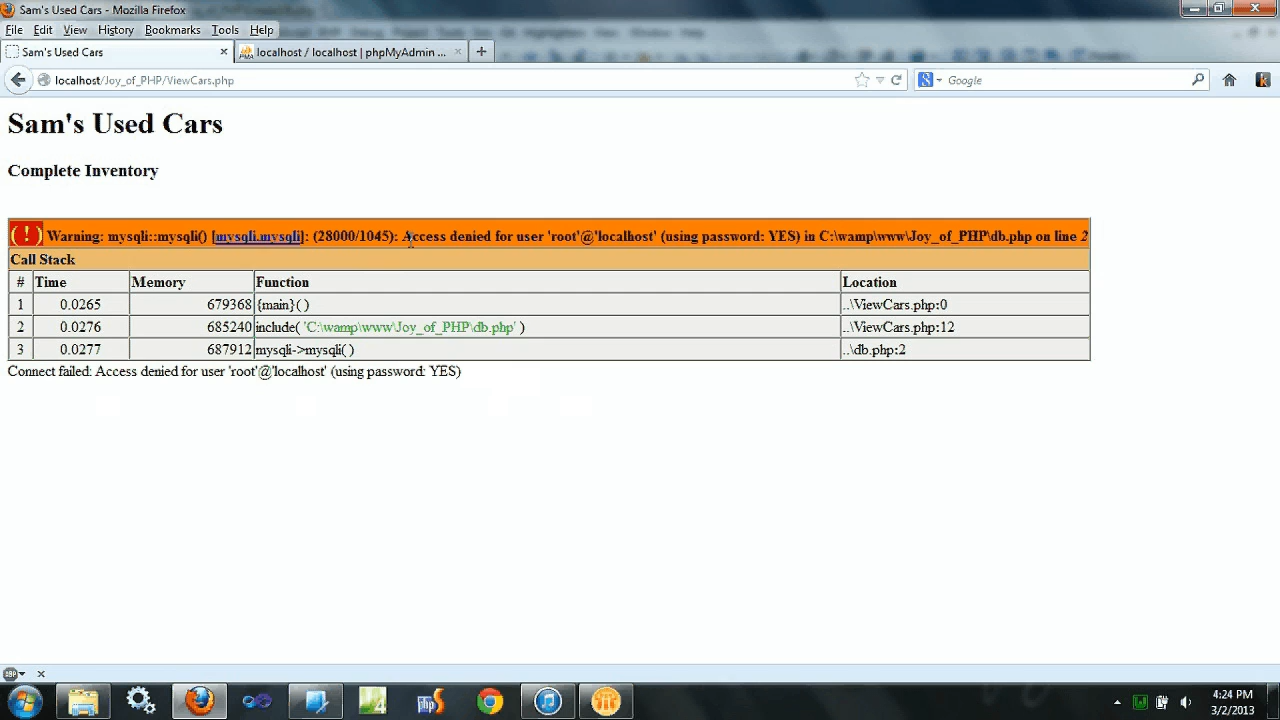 Sam's Used Cars - Mozilla Firefox
File Edit View History Bookmarks Tools Help
Sam's Used Cars × localhost / localhost | phpMyAdmin ... × +
localhost/Joy_of_PHP/ViewCars.php Google
Sam's Used Cars
Complete Inventory
( ! ) Warning: mysqli::mysqli() [mysqli.mysqli]: (28000/1045): Access denied for user 'root'@'localhost' (using password: YES) in C:\wamp\www\Joy_of_PHP\db.php on line 2
Call Stack
# Time Memory Function Location
1 0.0265 679368 {main}( ) ..\ViewCars.php:0
2 0.0276 685240 include( 'C:\wamp\www\Joy_of_PHP\db.php' ) ..\ViewCars.php:12
3 0.0277 687912 mysqli->mysqli( ) ..\db.php:2
Connect failed: Access denied for user 'root'@'localhost' (using password: YES)
4:24 PM
3/2/2013